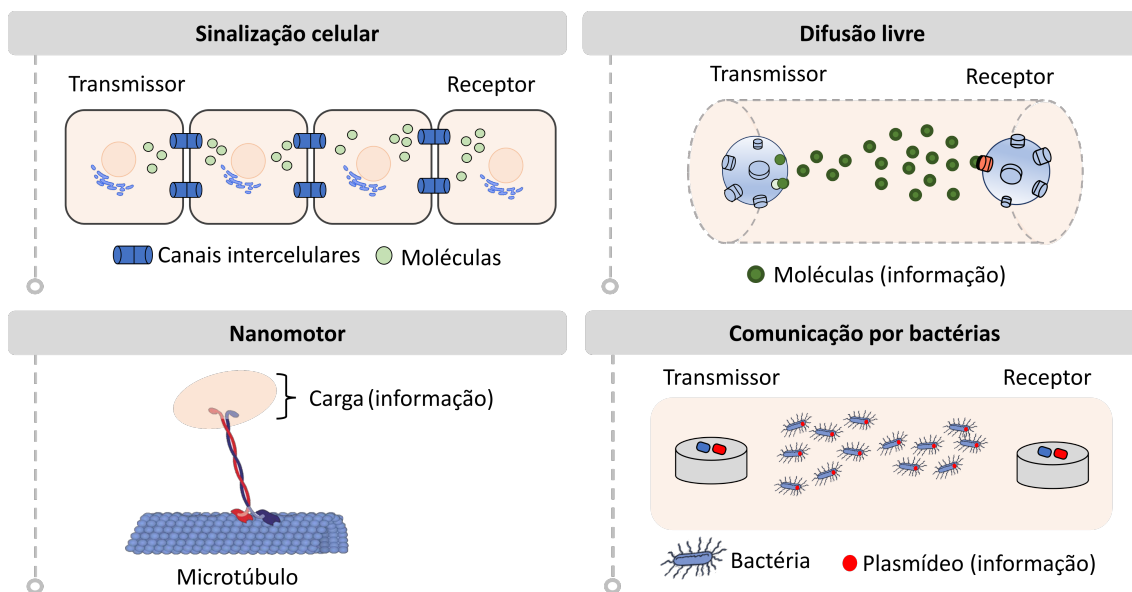 Sinalização celular
Transmissor
Receptor
Canais intercelulares
Moléculas
Difusão livre
Transmissor
Receptor
Moléculas (informação)
Nanomotor
Carga (informação)
Microtúbulo
Comunicação por bactérias
Transmissor
Receptor
Bactéria
Plasmídeo (informação)